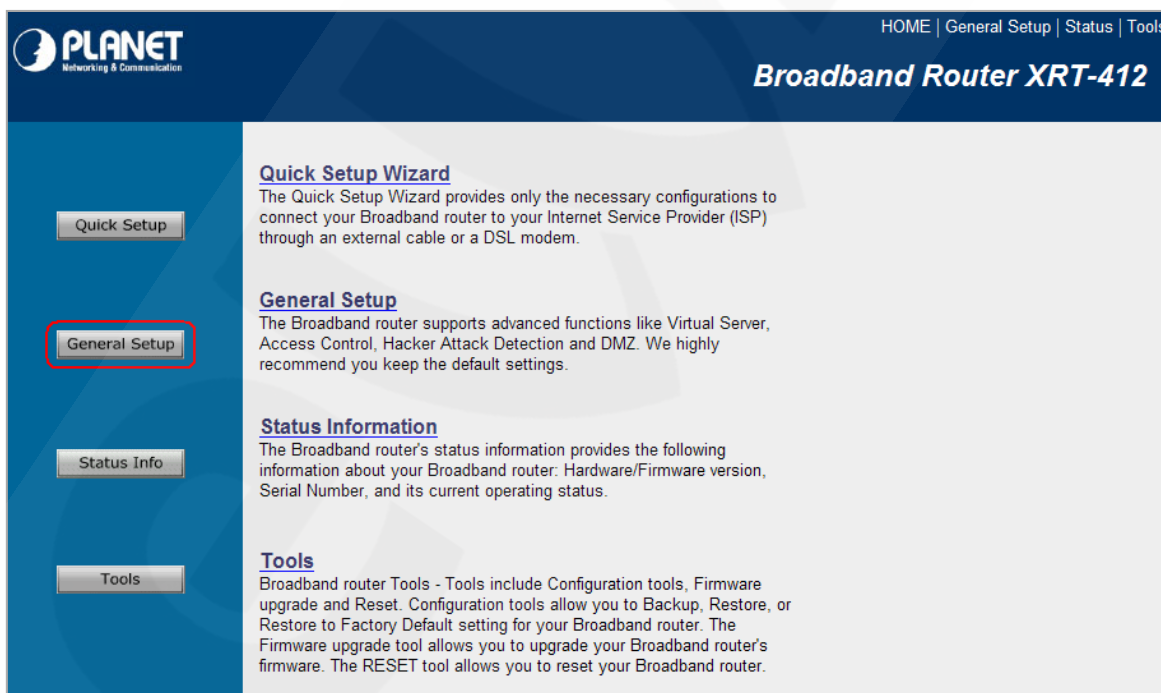 PLANET
Networking & Communication
HOME | General Setup | Status | Tools
Broadband Router XRT-412
Quick Setup
Quick Setup Wizard
The Quick Setup Wizard provides only the necessary configurations to
connect your Broadband router to your Internet Service Provider (ISP)
through an external cable or a DSL modem.
General Setup
General Setup
The Broadband router supports advanced functions like Virtual Server,
Access Control, Hacker Attack Detection and DMZ. We highly
recommend you keep the default settings.
Status Info
Status Information
The Broadband router's status information provides the following
information about your Broadband router: Hardware/Firmware version,
Serial Number, and its current operating status.
Tools
Tools
Broadband router Tools - Tools include Configuration tools, Firmware
upgrade and Reset. Configuration tools allow you to Backup, Restore, or
Restore to Factory Default setting for your Broadband router. The
Firmware upgrade tool allows you to upgrade your Broadband router's
firmware. The RESET tool allows you to reset your Broadband router.